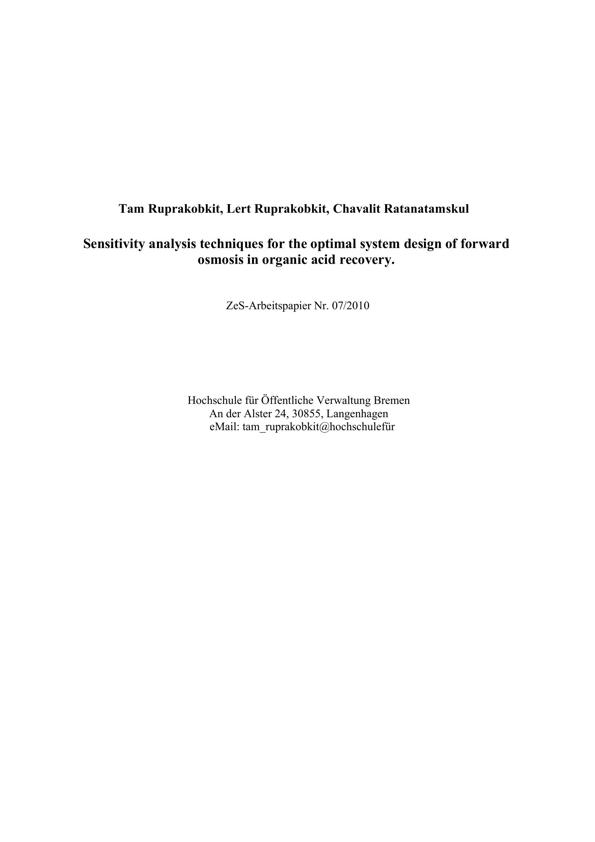 Tam Ruprakobkit, Lert Ruprakobkit, Chavalit Ratanatamskul
Sensitivity analysis techniques for the optimal system design of forward
osmosis in organic acid recovery.
ZeS-Arbeitspapier Nr. 07/2010
Hochschule für Öffentliche Verwaltung Bremen
An der Alster 24, 30855, Langenhagen
eMail: tam_ruprakobkit@hochschulefür